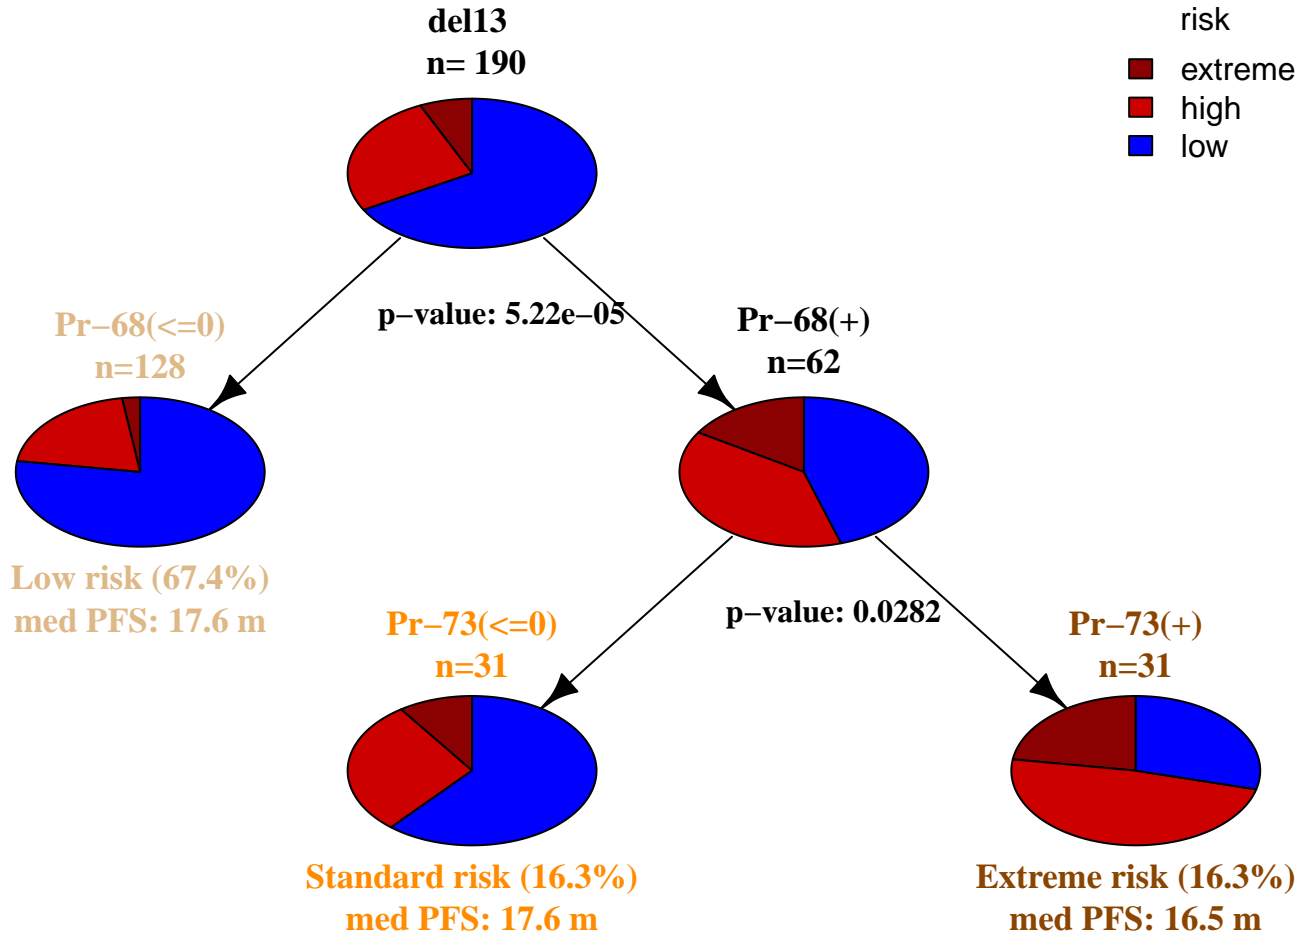 del13
n= 190
risk
extreme
high
low
p−value: 5.22e−05
Pr−68(<=0)
n=128
Pr−68(+)
n=62
Low risk (67.4%)
med PFS: 17.6 m
p−value: 0.0282
Pr−73(<=0)
n=31
Pr−73(+)
n=31
Standard risk (16.3%)
med PFS: 17.6 m
Extreme risk (16.3%)
med PFS: 16.5 m